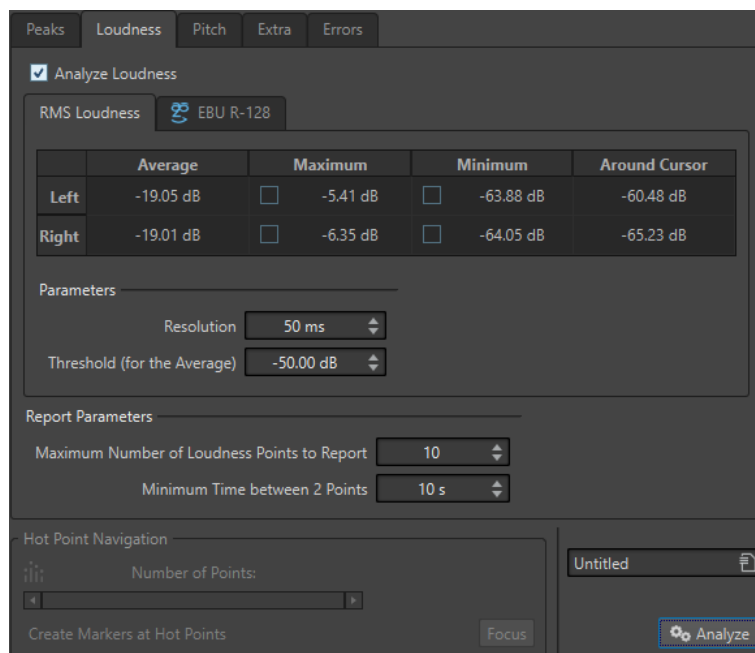 Peaks Loudness Pitch Extra Errors
Analyze Loudness
RMS Loudness EBU R-128
Average Maximum Minimum Around Cursor
Left -19.05 dB -5.41 dB -63.88 dB -60.48 dB
Right -19.01 dB -6.35 dB -64.05 dB -65.23 dB
Parameters
Resolution 50 ms
Threshold (for the Average) -50.00 dB
Report Parameters
Maximum Number of Loudness Points to Report 10
Minimum Time between 2 Points 10 s
Hot Point Navigation
Untitled
Number of Points:
Create Markers at Hot Points Focus Analyze